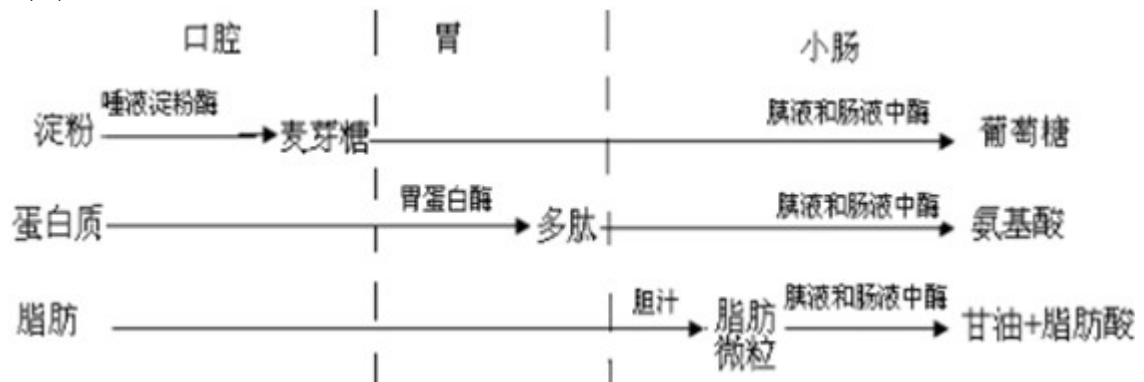 口腔 胃 小肠
唾液淀粉酶 胰液和肠液中酶
淀粉 麦芽糖 葡萄糖
胃蛋白酶 胰液和肠液中酶
蛋白质 多肽 氨基酸
胆汁 胰液和肠液中酶
脂肪 脂肪微粒 甘油+脂肪酸